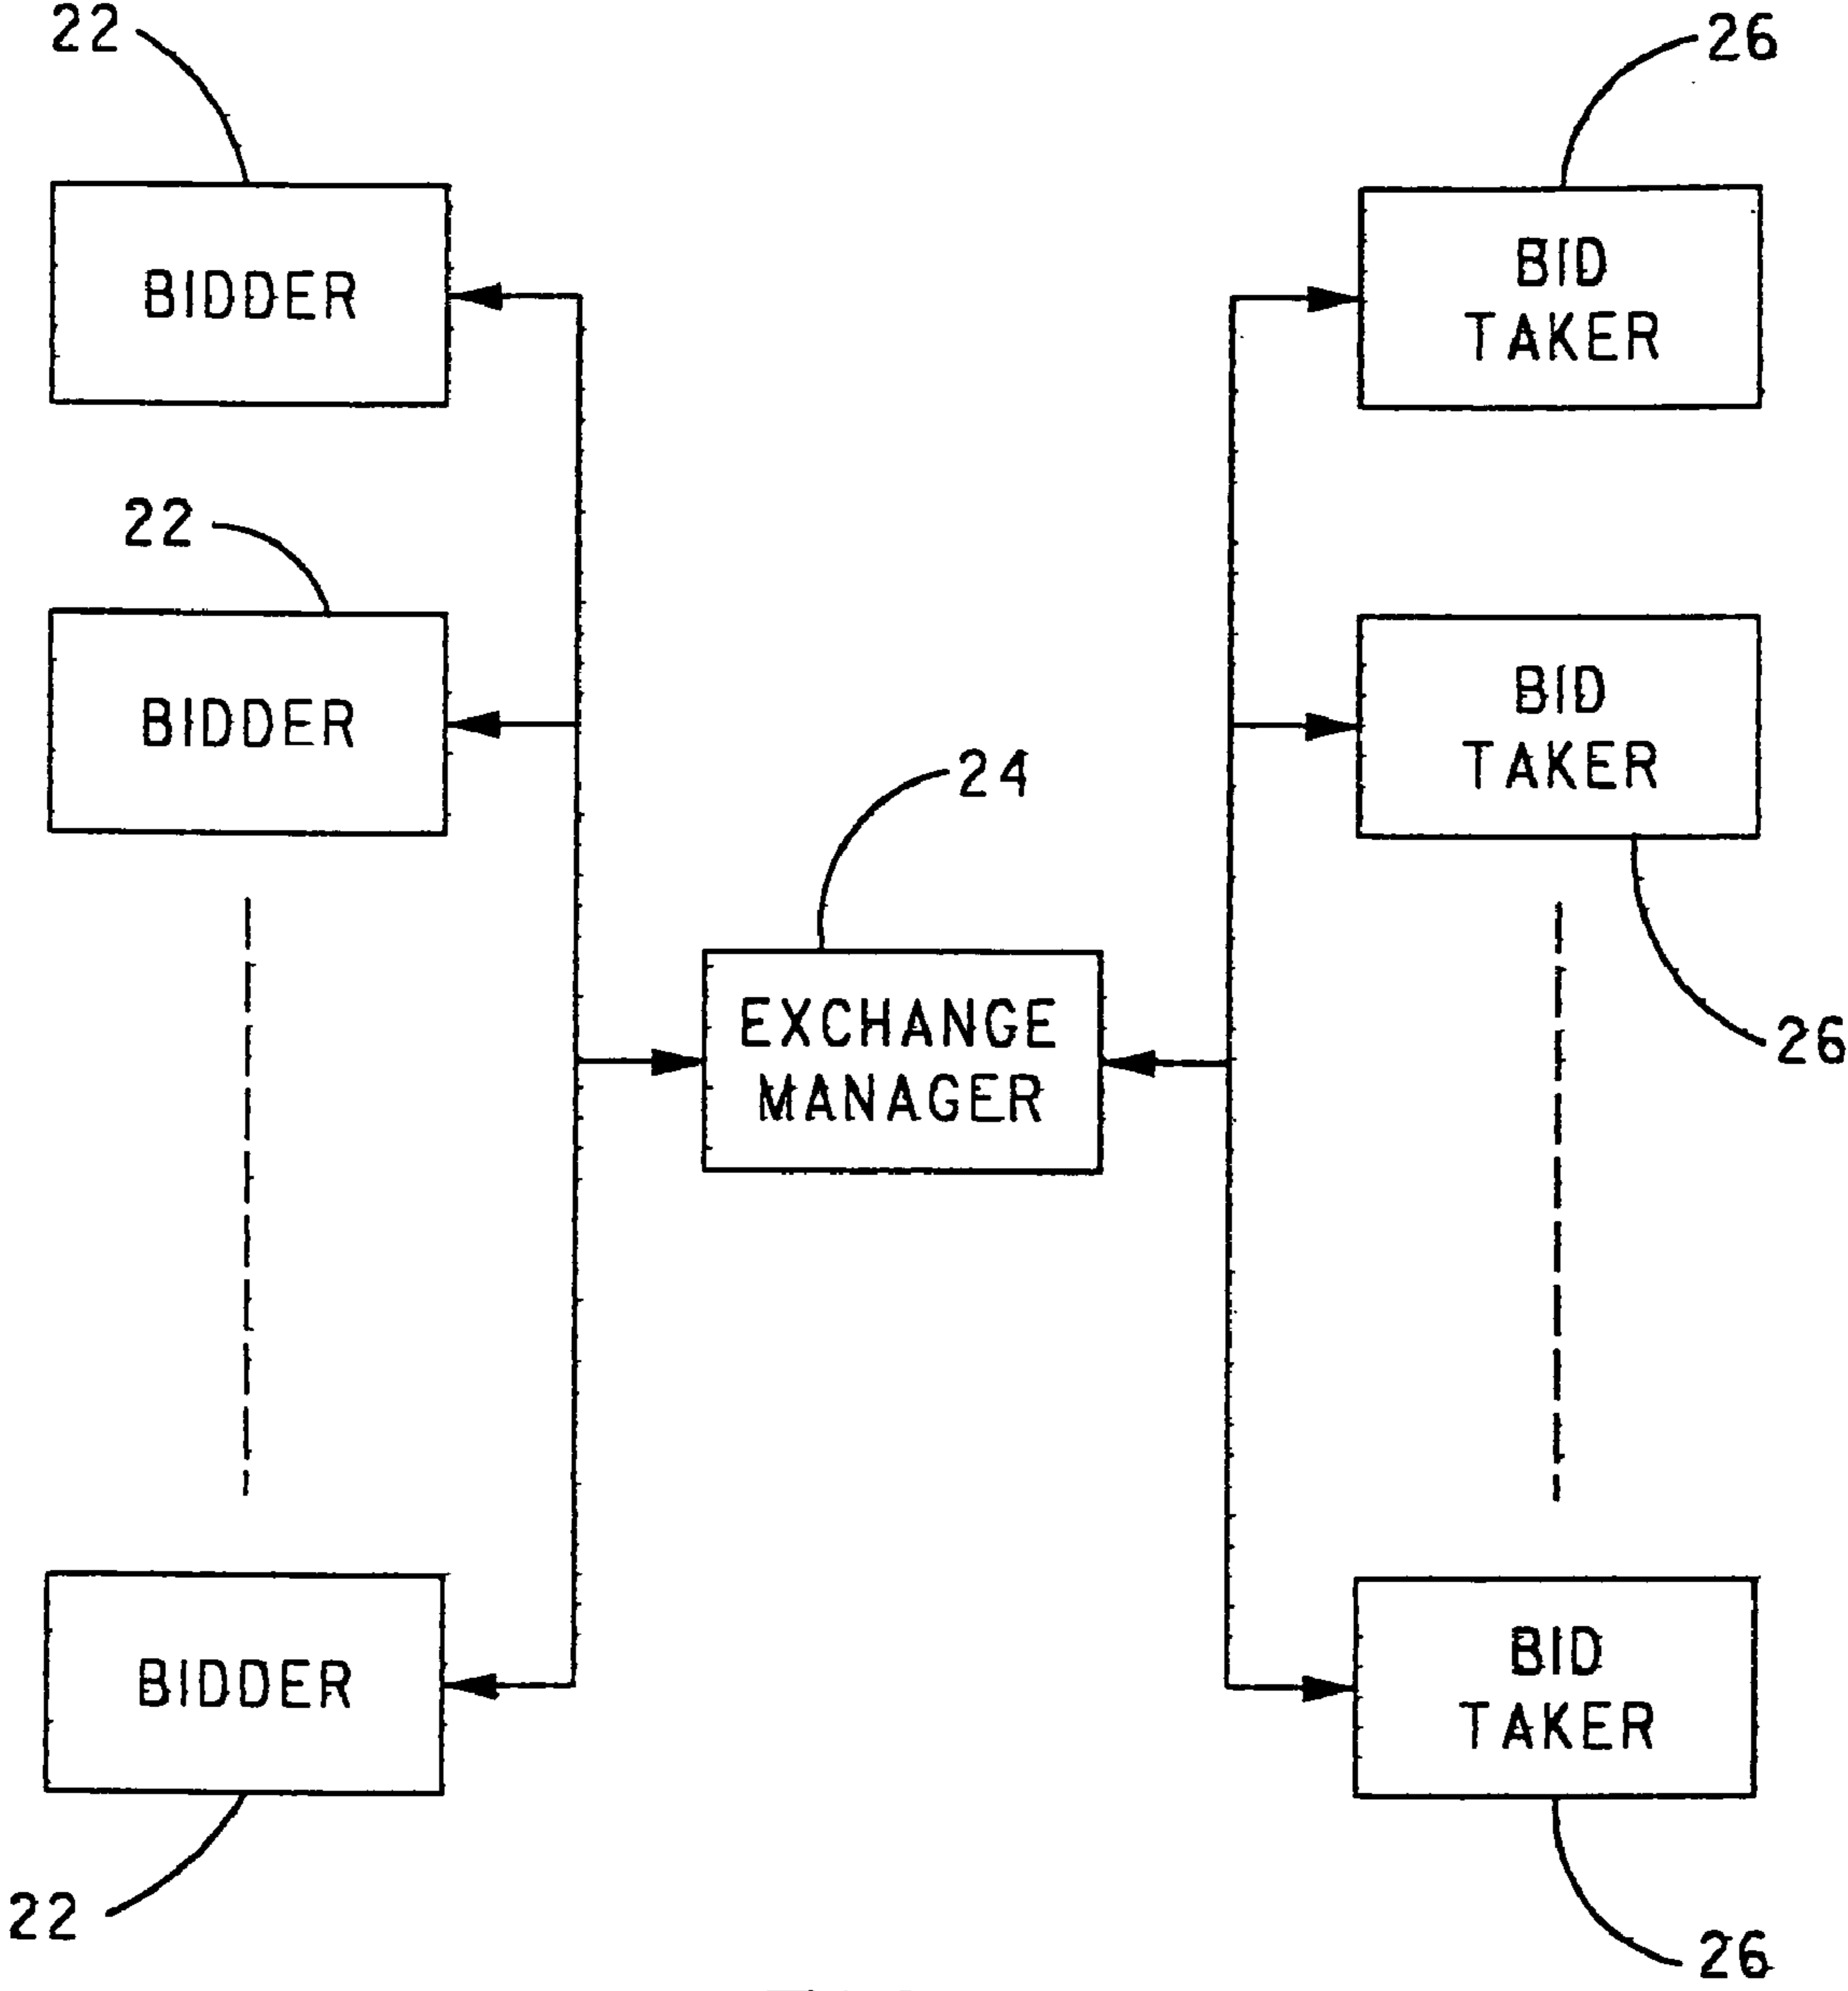 22
26
BIDDER
BID
TAKER
22
BIDDER
BID
TAKER
24
EXCHANGE
MANAGER
26
BIDDER
BID
TAKER
22
26